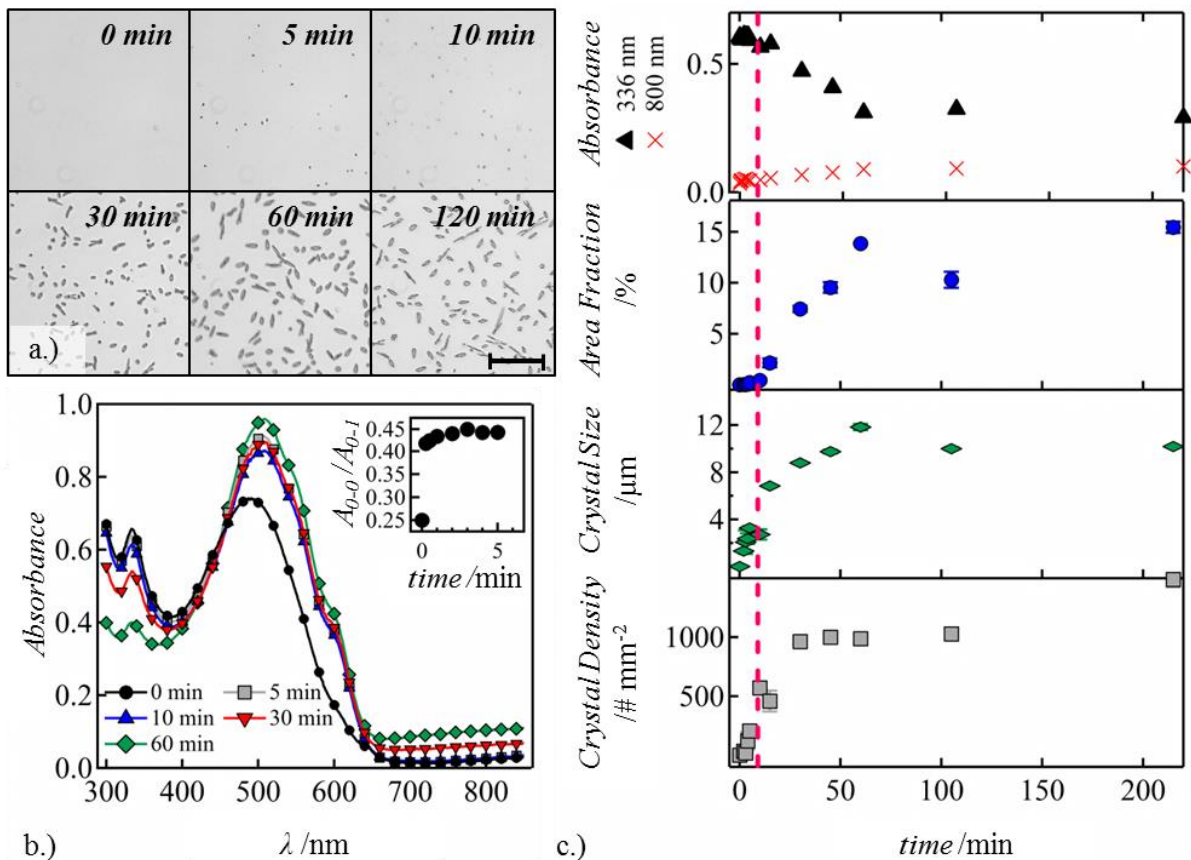 0 min 5 min 10 min
30 min 60 min 120 min
a.)
Absorbance
1.0
0.8
0.6
0.4
0.2
0.0
300 400 500 600 700 800
λ /nm
0 min 5 min
10 min 30 min
60 min
A0-0 /A0-1
0.45
0.40
0.35
0.30
0.25
0 5
time /min
b.)
Absorbance
336 nm
800 nm
0.5
0.0
Area Fraction
/%
15
10
5
Crystal Size
/μm
12
8
4
Crystal Density
/# mm-2
1000
500
0 50 100 150 200
time /min
c.)